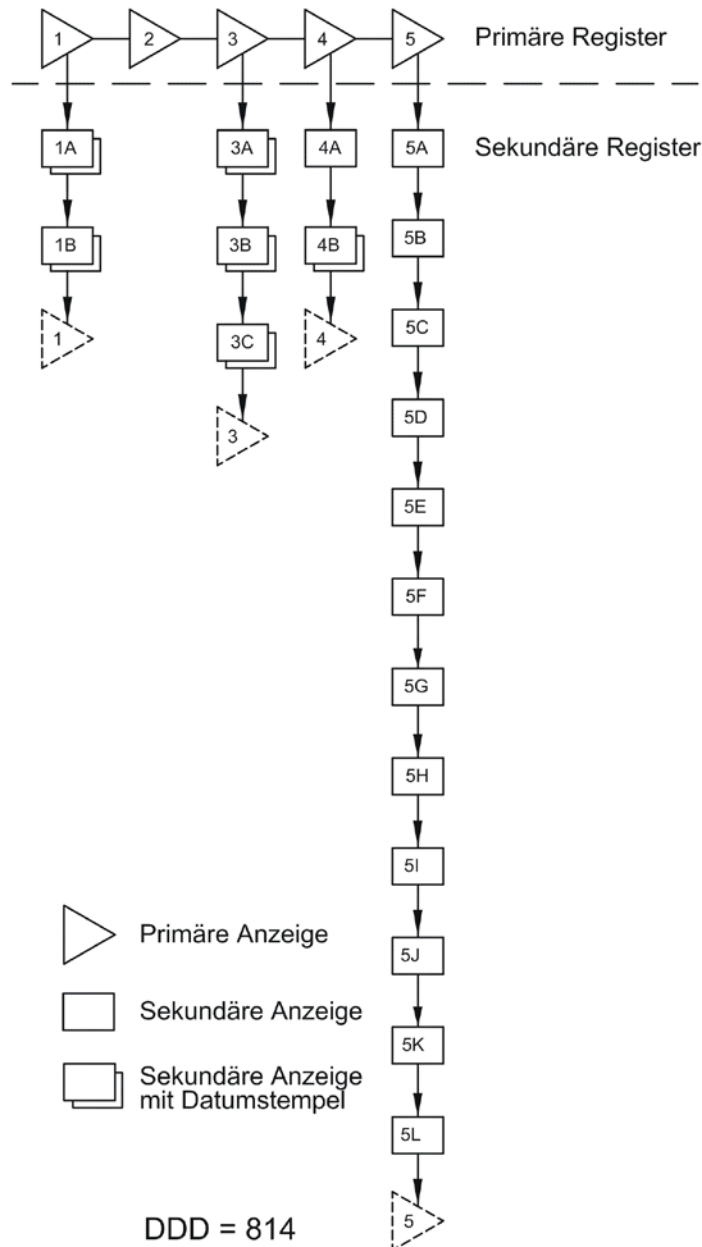 1 2 3 4 5 Primäre Register
1A 3A 4A 5A Sekundäre Register
1B 3B 4B 5B
1 3C 4 5C
3 5D
5E
5F
5G
5H
5I
Primäre Anzeige 5J
Sekundäre Anzeige 5K
Sekundäre Anzeige
mit Datumstempel
5L
DDD = 814 5